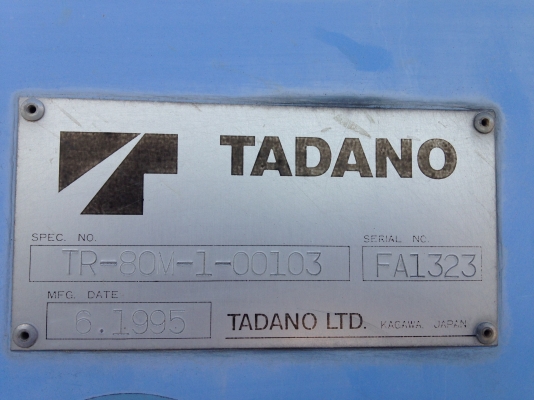 TADANO
SPEC. NO.
SERIAL NO.
TR-80M-1-00103
FA1323
MFG. DATE
6.1995
TADANO LTD. KAGAWA, JAPAN